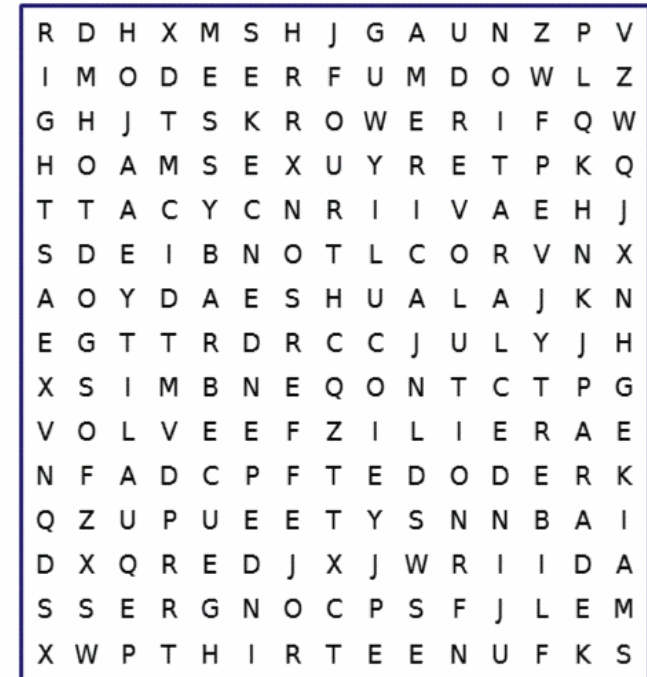 R D H X M S H J G A U N Z P V
I M O D E E R F U M D O W L Z
G H J T S K R O W E R I F Q W
H O A M S E X U Y R E T P K Q
T T A C Y C N R I I V A E H J
S D E I B N O T L C O R V N X
A O Y D A E S H U A L A J K N
E G T T R D R C C J U L Y J H
X S I M B N E Q O N T C T P G
V O L V E E F Z I L I E R A E
N F A D C P F T E D O D E R K
Q Z U P U E E T Y S N N B A I
D X Q R E D J X J W R I I D A
S S E R G N O C P S F J L E M
X W P T H I R T E E N U F K S